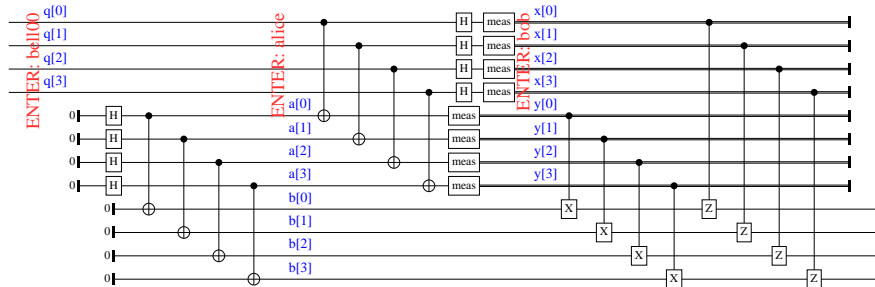 q[0] x[0]
H meas
q[1] x[1]
H meas
q[2] x[2]
H meas
q[3] x[3]
H meas
ENTER: bell00
ENTER: alice
ENTER: bob
a[0] y[0]
0 H meas
a[1] y[1]
0 H meas
a[2] y[2]
0 H meas
a[3] y[3]
0 H meas
b[0]
0 X Z
b[1]
0 X Z
b[2]
0 X Z
b[3]
0 X Z